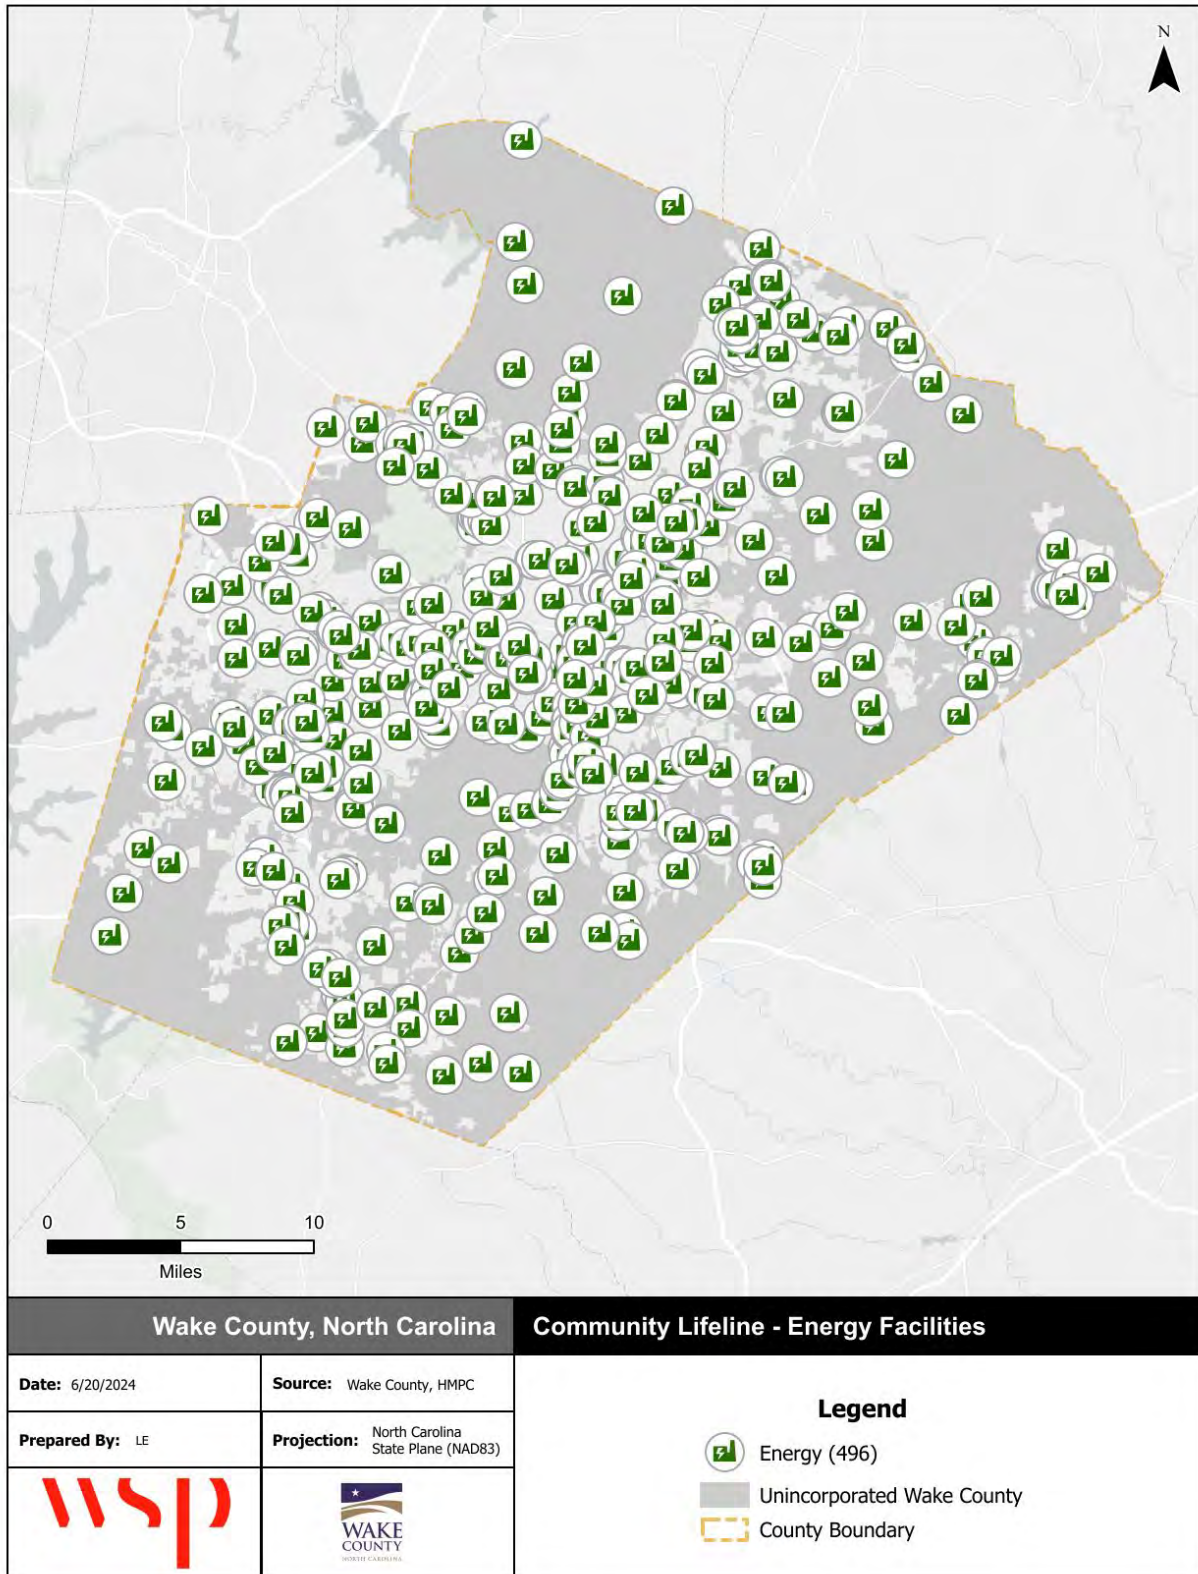 N
0 5 10
Miles
Wake County, North Carolina
Community Lifeline - Energy Facilities
Date: 6/20/2024
Source: Wake County, HMPC
Prepared By: LE
Projection: North Carolina
State Plane (NAD83)
wsp
WAKE
COUNTY
NORTH CAROLINA
Legend
Energy (496)
Unincorporated Wake County
County Boundary